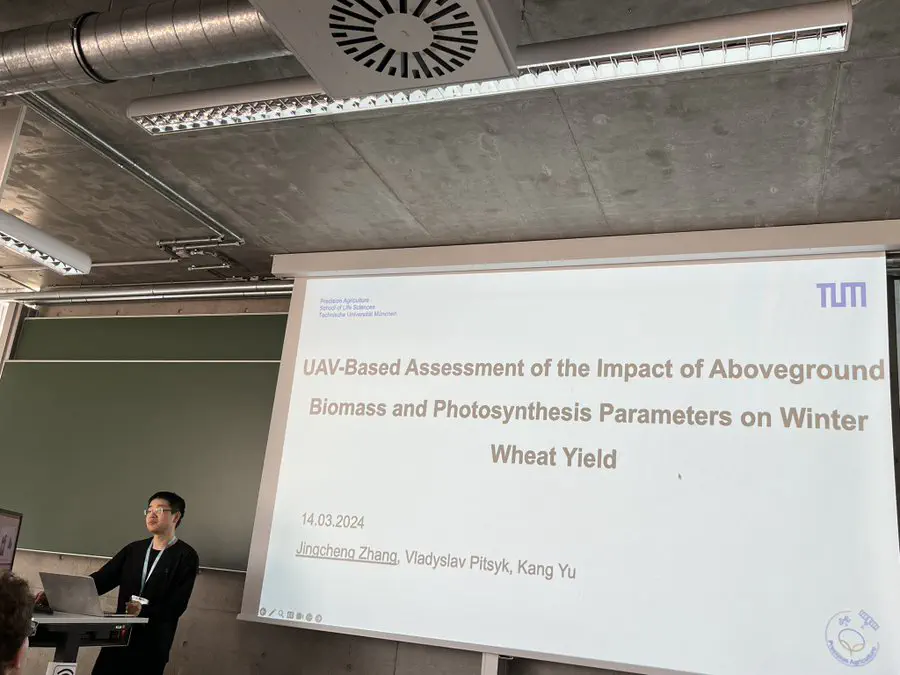 Precision Agriculture
School of Life Sciences
Technische Universität München
TUM
UAV-Based Assessment of the Impact of Aboveground
Biomass and Photosynthesis Parameters on Winter
Wheat Yield
14.03.2024
Jingcheng Zhang, Vladyslav Pitsyk, Kang Yu
Precision Agriculture